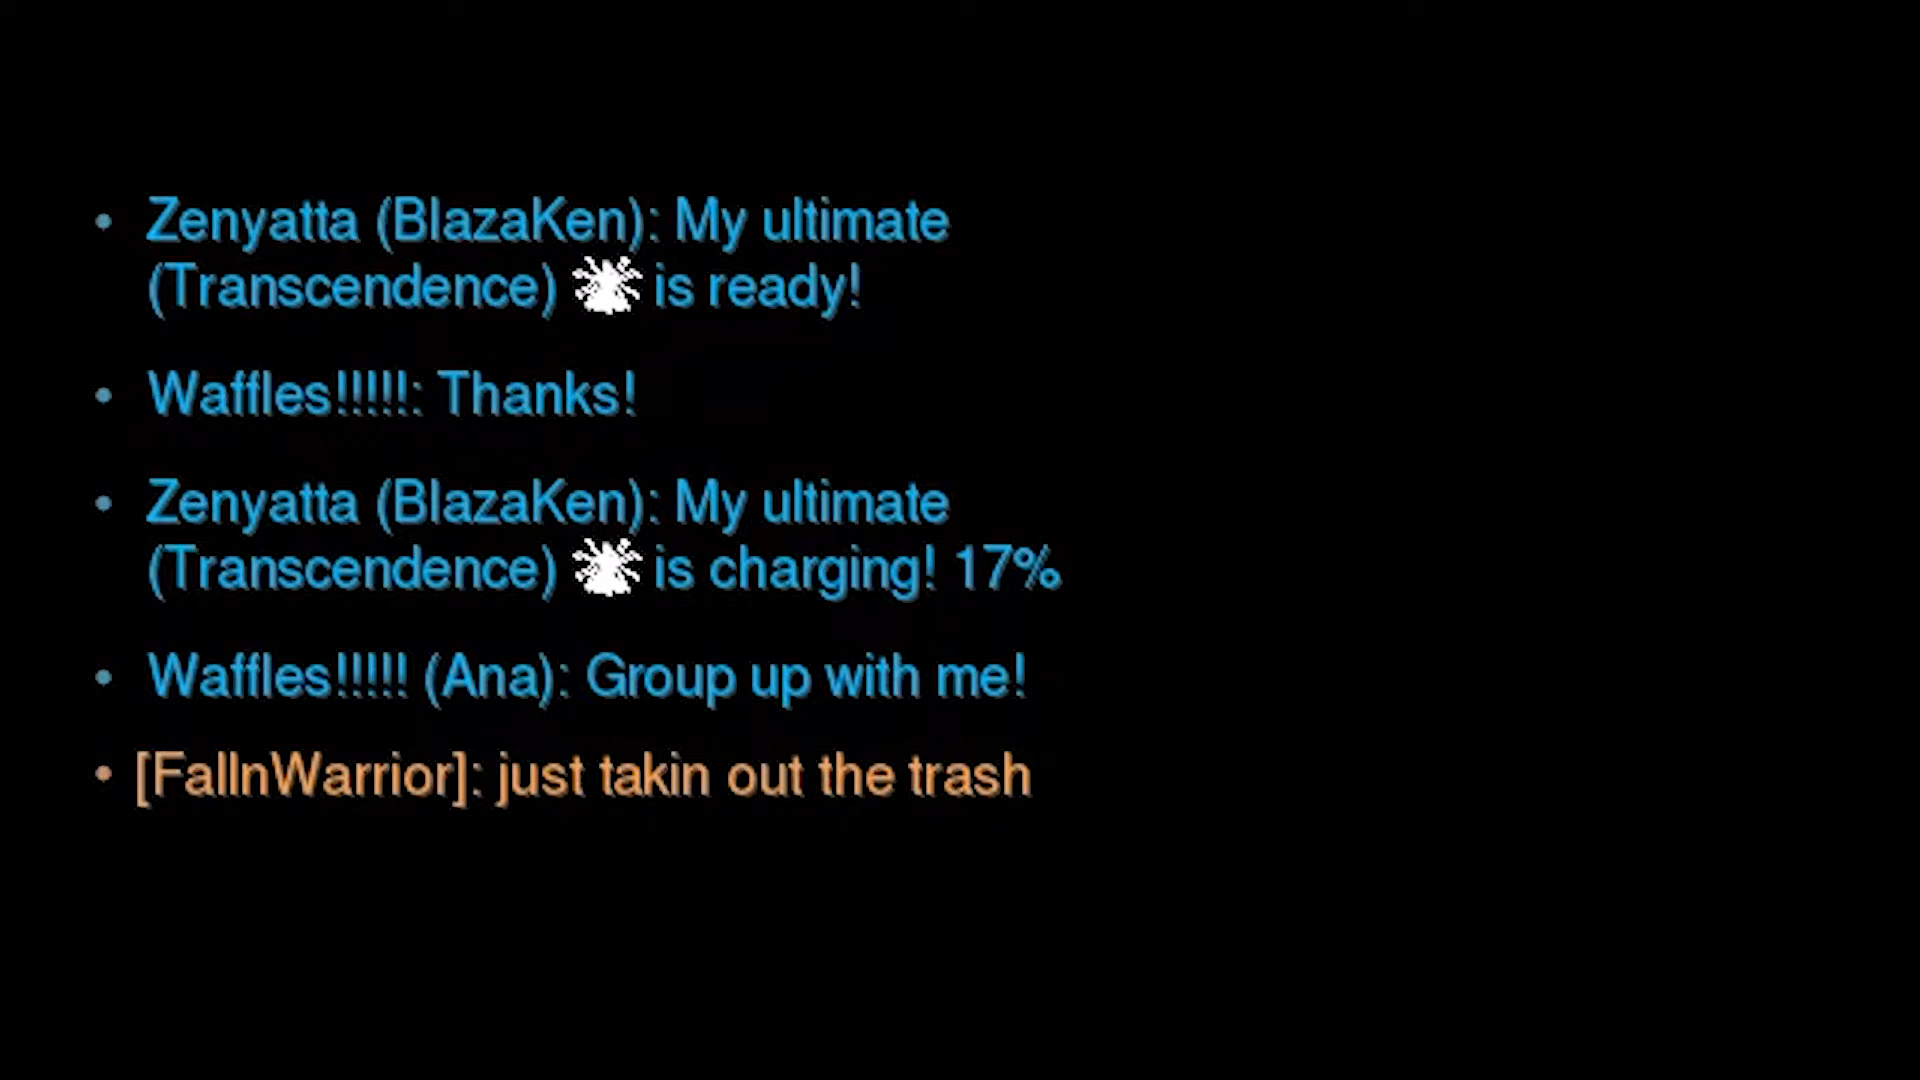 • Zenyatta (BlazaKen): My ultimate
(Transcendence) is ready!
• Waffles!!!!!: Thanks!
• Zenyatta (BlazaKen): My ultimate
(Transcendence) is charging! 17%
• Waffles!!!!! (Ana): Group up with me!
• [FallnWarrior]: just takin out the trash